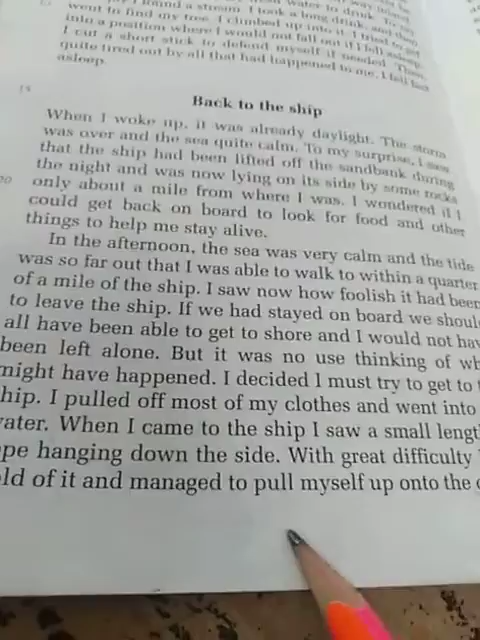 found a stream. I took a long drink, and then
went to find my tree. I climbed up into it. I tried to get
into a position where I would not fall out if I fell asleep.
I cut a short stick to defend myself if needed. Then,
quite tired out by all that had happened to me, I fell fast
asleep.
15
Back to the ship
When I woke up, it was already daylight. The storm
was over and the sea quite calm. To my surprise, I saw
that the ship had been lifted off the sandbank during
the night and was now lying on its side by some rocks
only about a mile from where I was. I wondered if I
could get back on board to look for food and other
things to help me stay alive.
In the afternoon, the sea was very calm and the tide
was so far out that I was able to walk to within a quarter
of a mile of the ship. I saw now how foolish it had been
to leave the ship. If we had stayed on board we shoul
all have been able to get to shore and I would not hav
been left alone. But it was no use thinking of wh
might have happened. I decided I must try to get to
hip. I pulled off most of my clothes and went into
ater. When I came to the ship I saw a small lengt
pe hanging down the side. With great difficulty
ld of it and managed to pull myself up onto the